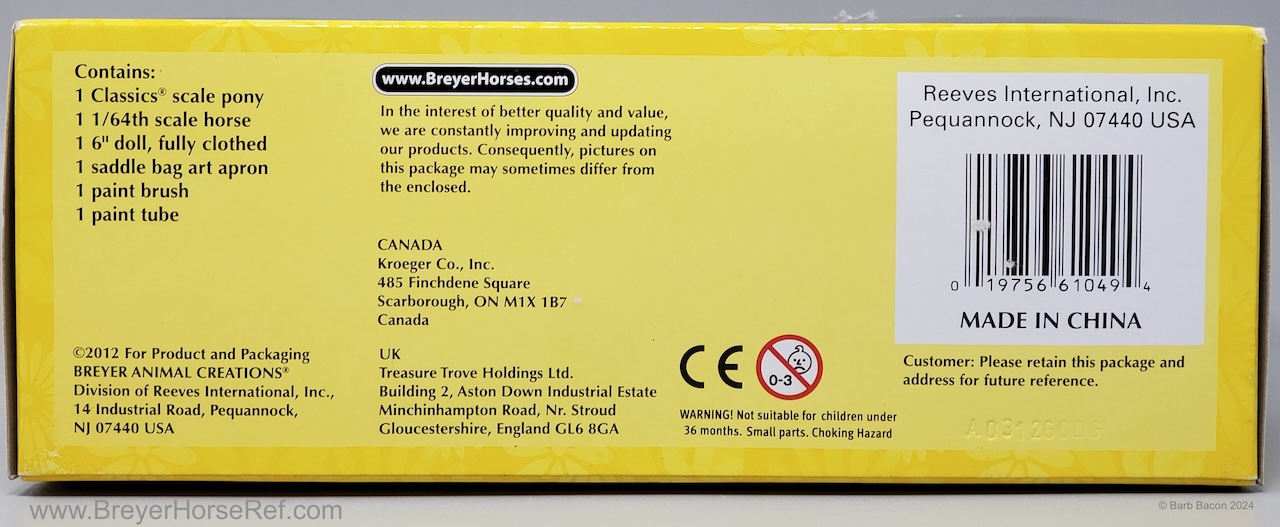 Contains:
1 Classics® scale pony
1 1/64th scale horse
1 6" doll, fully clothed
1 saddle bag art apron
1 paint brush
1 paint tube
©2012 For Product and Packaging
BREYER ANIMAL CREATIONS®
Division of Reeves International, Inc.,
14 Industrial Road, Pequannock,
NJ 07440 USA
www.BreyerHorses.com
In the interest of better quality and value,
we are constantly improving and updating
our products. Consequently, pictures on
this package may sometimes differ from
the enclosed.
CANADA
Kroeger Co., Inc.
485 Finchdene Square
Scarborough, ON M1X 1B7
Canada
UK
Treasure Trove Holdings Ltd.
Building 2, Aston Down Industrial Estate
Minchinhampton Road, Nr. Stroud
Gloucestershire, England GL6 8GA
CE
0-3
WARNING! Not suitable for children under
36 months. Small parts. Choking Hazard
Reeves International, Inc.
Pequannock, NJ 07440 USA
0 19756 61049 4
MADE IN CHINA
Customer: Please retain this package and
address for future reference.
www.BreyerHorseRef.com
© Barb Bacon 2024